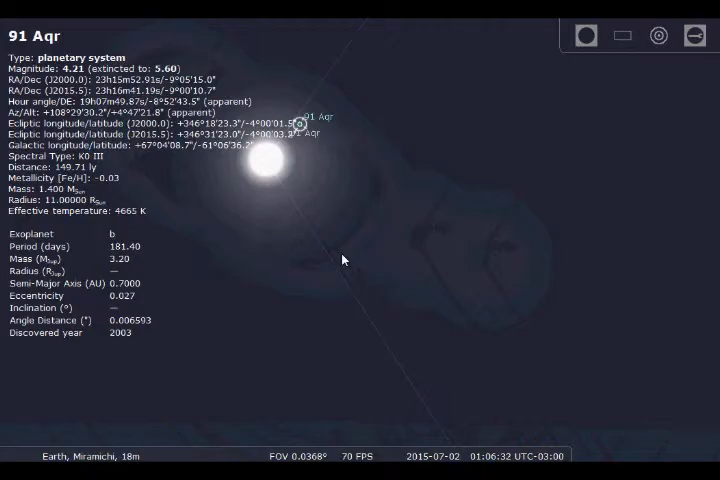 91 Aqr
Type: planetary system
Magnitude: 4.21 (extincted to: 5.60)
RA/Dec (J2000.0): 23h15m52.91s/-9°05'15.0"
RA/Dec (J2015.5): 23h16m41.19s/-9°00'10.7"
Hour angle/DE: 19h07m49.87s/-8°52'43.5" (apparent)
Az/Alt: +108°29'30.2"/+4°47'21.8" (apparent)
Ecliptic longitude/latitude (J2000.0): +346°18'23.3"/-4°00'01.5"
Ecliptic longitude/latitude (J2015.5): +346°31'23.0"/-4°00'03.2"
Galactic longitude/latitude: +67°04'08.7"/-61°06'36.2"
Spectral Type: K0 III
Distance: 149.71 ly
Metallicity [Fe/H]: -0.03
Mass: 1.400 MSun
Radius: 11.00000 RSun
Effective temperature: 4665 K
Exoplanet b
Period (days) 181.40
Mass (MJup) 3.20
Radius (RJup) —
Semi-Major Axis (AU) 0.7000
Eccentricity 0.027
Inclination (°) —
Angle Distance (") 0.006593
Discovered year 2003
91 Aqr
91 Aqr
Earth, Miramichi, 18m FOV 0.0368° 70 FPS 2015-07-02 01:06:32 UTC-03:00